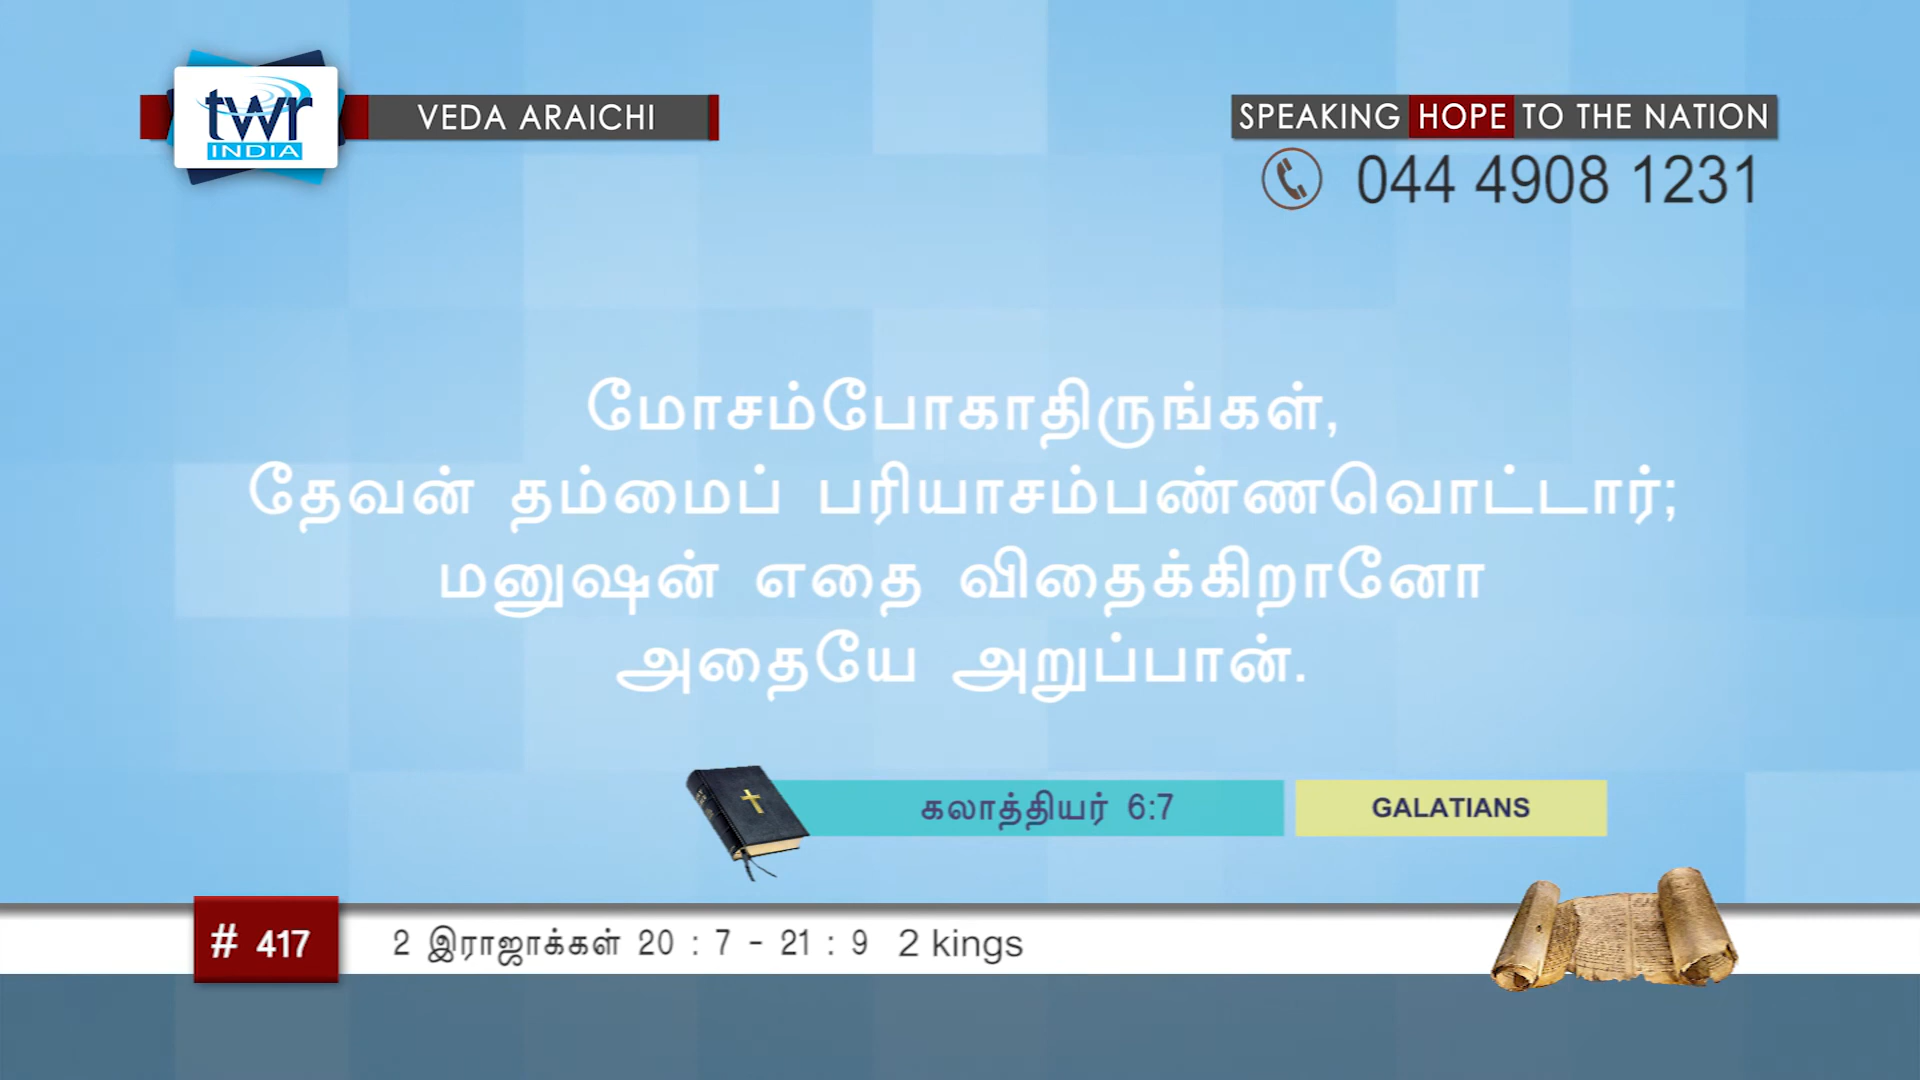 twr
INDIA
VEDA ARAICHI
SPEAKING HOPE TO THE NATION
044 4908 1231
மோசம்போகாதிருங்கள்,
தேவன் தம்மைப் பரியாசம்பண்ணவொட்டார்;
மனுஷன் எதை விதைக்கிறானோ
அதையே அறுப்பான்.
கலாத்தியர் 6:7
GALATIANS
# 417
2 இராஜாக்கள் 20 : 7 - 21 : 9 2 kings